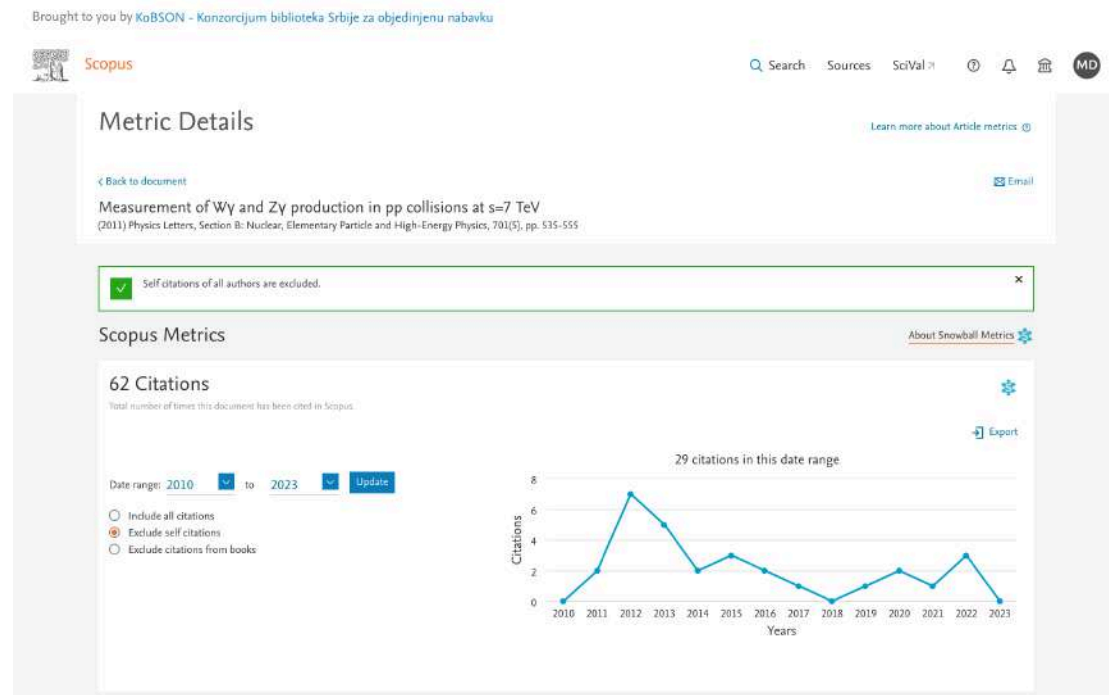 Brought to you by KoBSON - Konzorcijum biblioteka Srbije za objedinjenu nabavku
Scopus
Search Sources SciVal MD
Metric Details
Learn more about Article metrics
Back to document
Email
Measurement of Wγ and Zγ production in pp collisions at s=7 TeV
(2011) Physics Letters, Section B: Nuclear, Elementary Particle and High-Energy Physics, 701(5), pp. 535-555
Self citations of all authors are excluded.
Scopus Metrics
About Snowball Metrics
62 Citations
Total number of times this document has been cited in Scopus.
Export
29 citations in this date range
Date range: 2010 to 2023 Update
Include all citations
Exclude self citations
Exclude citations from books
Citations
8
6
4
2
0
2010 2011 2012 2013 2014 2015 2016 2017 2018 2019 2020 2021 2022 2023
Years